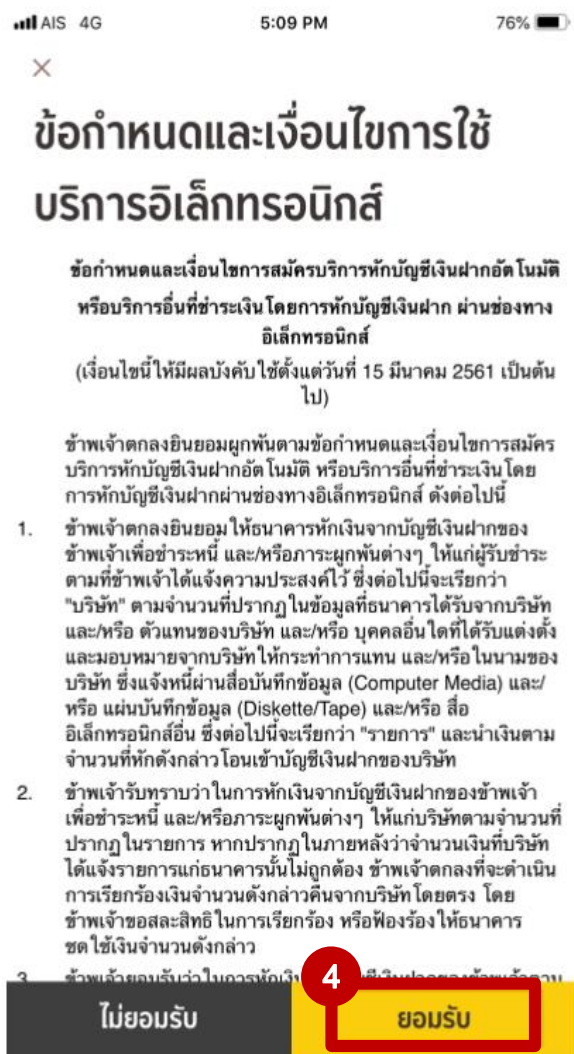 AIS 4G 5:09 PM 76%
ข้อกำหนดและเงื่อนไขการใช้
บริการอิเล็กทรอนิกส์
ข้อกำหนดและเงื่อนไขการสมัครบริการหักบัญชีเงินฝากอัตโนมัติ
หรือบริการอื่นที่ชำระเงินโดยการหักบัญชีเงินฝาก ผ่านช่องทาง
อิเล็กทรอนิกส์
(เงื่อนไขนี้ให้มีผลบังคับใช้ตั้งแต่วันที่ 15 มีนาคม 2561 เป็นต้น
ไป)
ข้าพเจ้าตกลงยินยอมผูกพันตามข้อกำหนดและเงื่อนไขการสมัคร
บริการหักบัญชีเงินฝากอัตโนมัติ หรือบริการอื่นที่ชำระเงินโดย
การหักบัญชีเงินฝากผ่านช่องทางอิเล็กทรอนิกส์ ดังต่อไปนี้
1. ข้าพเจ้าตกลงยินยอมให้ธนาคารหักเงินจากบัญชีเงินฝากของ
ข้าพเจ้าเพื่อชำระหนี้ และ/หรือภาระผูกพันต่างๆ ให้แก่ผู้รับชำระ
ตามที่ข้าพเจ้าได้แจ้งความประสงค์ไว้ ซึ่งต่อไปนี้จะเรียกว่า
"บริษัท" ตามจำนวนที่ปรากฏในข้อมูลที่ธนาคารได้รับจากบริษัท
และ/หรือ ตัวแทนของบริษัท และ/หรือ บุคคลอื่นใดที่ได้รับแต่งตั้ง
และมอบหมายจากบริษัทให้กระทำการแทน และ/หรือในนามของ
บริษัท ซึ่งแจ้งหนี้ผ่านสื่อบันทึกข้อมูล (Computer Media) และ/
หรือ แผ่นบันทึกข้อมูล (Diskette/Tape) และ/หรือ สื่อ
อิเล็กทรอนิกส์อื่น ซึ่งต่อไปนี้จะเรียกว่า "รายการ" และนำเงินตาม
จำนวนที่หักดังกล่าวโอนเข้าบัญชีเงินฝากของบริษัท
2. ข้าพเจ้ารับทราบว่าในการหักเงินจากบัญชีเงินฝากของข้าพเจ้า
เพื่อชำระหนี้ และ/หรือภาระผูกพันต่างๆ ให้แก่บริษัทตามจำนวนที่
ปรากฏในรายการ หากปรากฏในภายหลังว่าจำนวนเงินที่บริษัท
ได้แจ้งรายการแก่ธนาคารนั้นไม่ถูกต้อง ข้าพเจ้าตกลงที่จะดำเนิน
การเรียกร้องเงินจำนวนดังกล่าวคืนจากบริษัทโดยตรง โดย
ข้าพเจ้าขอสละสิทธิในการเรียกร้อง หรือฟ้องร้องให้ธนาคาร
ชดใช้เงินจำนวนดังกล่าว
3. ข้าพเจ้ายอมรับว่าในการหักเงิน
4
ไม่ยอมรับ ยอมรับ